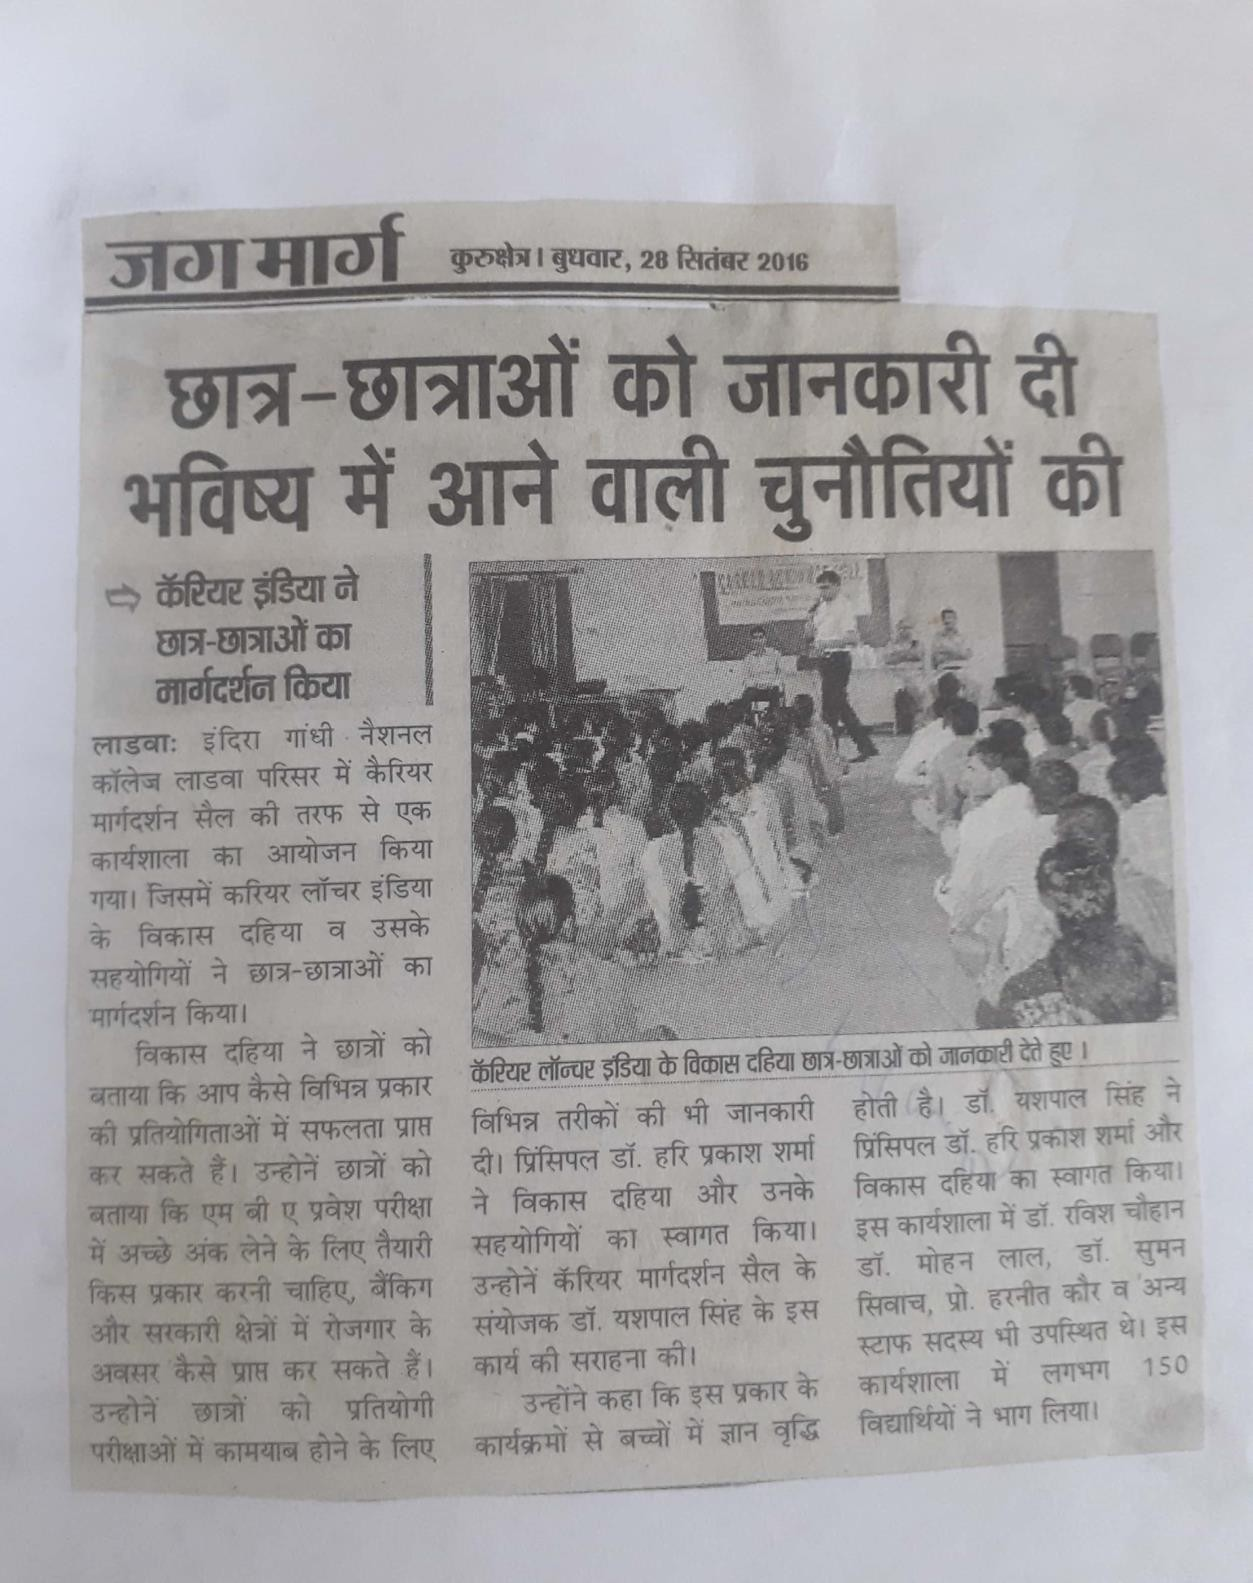 जग मार्ग
कुरुक्षेत्र। बुधवार, 28 सितंबर 2016
छात्र-छात्राओं को जानकारी दी
भविष्य में आने वाली चुनौतियों की
कॅरियर इंडिया ने
छात्र-छात्राओं का
मार्गदर्शन किया
लाडवाः इंदिरा गांधी नैशनल
कॉलेज लाडवा परिसर में कैरियर
मार्गदर्शन सैल की तरफ से एक
कार्यशाला का आयोजन किया
गया। जिसमें करियर लॉचर इंडिया
के विकास दहिया व उसके
सहयोगियों ने छात्र-छात्राओं का
मार्गदर्शन किया।
विकास दहिया ने छात्रों को
बताया कि आप कैसे विभिन्न प्रकार
की प्रतियोगिताओं में सफलता प्राप्त
कर सकते हैं। उन्होनें छात्रों को
बताया कि एम बी ए प्रवेश परीक्षा
में अच्छे अंक लेने के लिए तैयारी
किस प्रकार करनी चाहिए, बैंकिग
और सरकारी क्षेत्रों में रोजगार के
अवसर कैसे प्राप्त कर सकते हैं।
उन्होनें छात्रों को प्रतियोगी
परीक्षाओं में कामयाब होने के लिए
कॅरियर लॉन्चर इंडिया के विकास दहिया छात्र-छात्राओं को जानकारी देते हुए।
विभिन्न तरीकों की भी जानकारी
दी। प्रिंसिपल डॉ. हरि प्रकाश शर्मा
ने विकास दहिया और उनके
सहयोगियों का स्वागत किया।
उन्होनें कॅरियर मार्गदर्शन सैल के
संयोजक डॉ. यशपाल सिंह के इस
कार्य की सराहना की।
उन्होंने कहा कि इस प्रकार के
कार्यक्रमों से बच्चों में ज्ञान वृद्धि
होती है। डॉ. यशपाल सिंह ने
प्रिंसिपल डॉ. हरि प्रकाश शर्मा और
विकास दहिया का स्वागत किया।
इस कार्यशाला में डॉ. रविश चौहान
डॉ. मोहन लाल, डॉ. सुमन
सिवाच, प्रो. हरनीत कौर व अन्य
स्टाफ सदस्य भी उपस्थित थे। इस
कार्यशाला में लगभग 150
विद्यार्थियों ने भाग लिया।